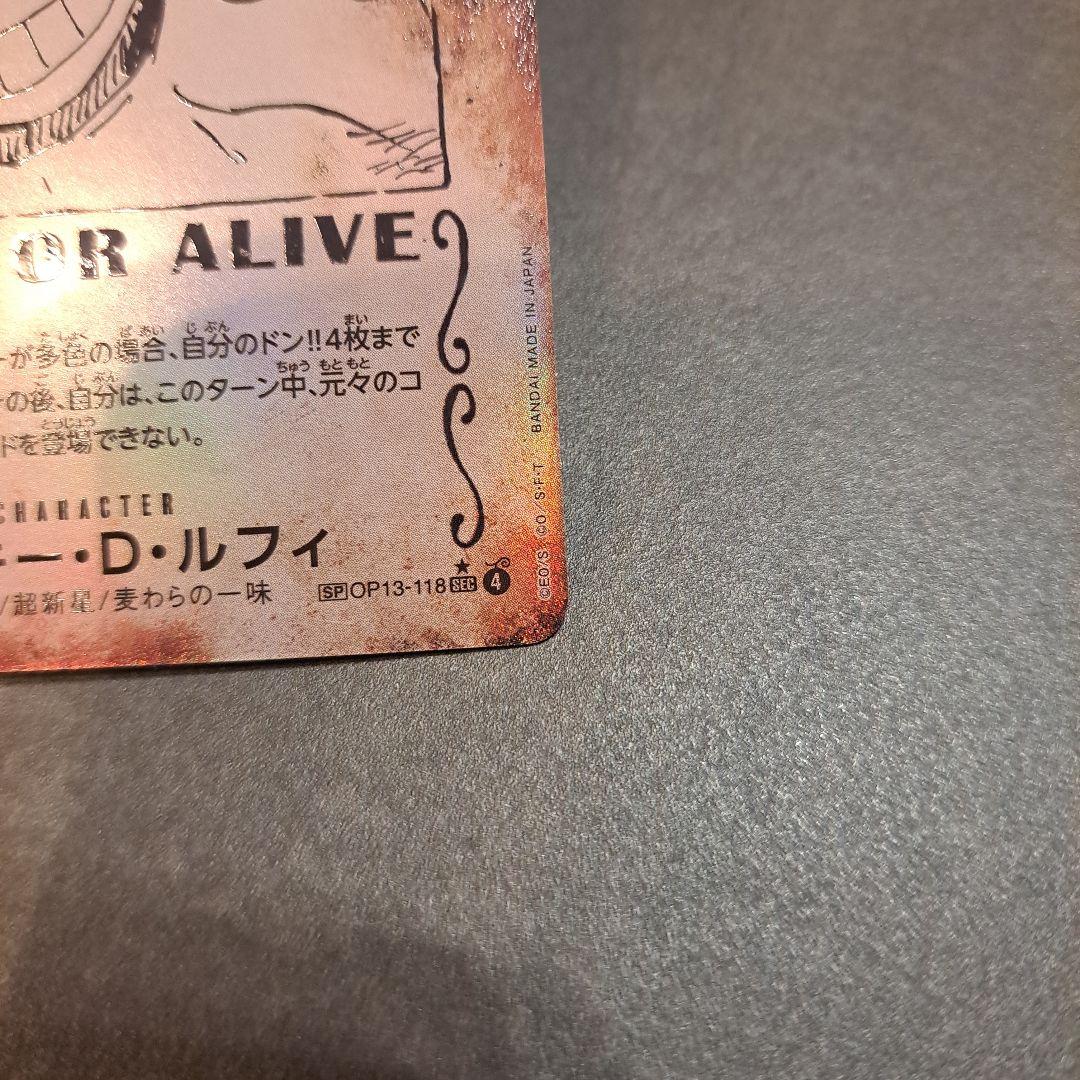 OR ALIVE
ーが多色の場合、自分のドン!!4枚まで
の後、自分は、このターン中、元々のコ
ドを登場できない。
CHARACTER
ー・D・ルフィ
/超新星/麦わらの一味
SP OP13-118 SEC 4
©EO/S. ©O. S・F・T BANDAI MADE IN JAPAN